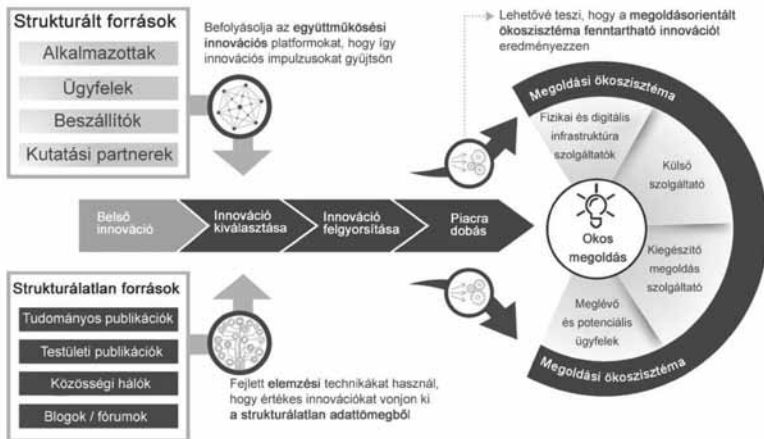 Strukturált források
Alkalmazottak
Ügyfelek
Beszállítók
Kutatási partnerek
Befolyásolja az együttműködési
innovációs platformokat, hogy így
innovációs impulzusokat gyűjtsön
Lehetővé teszi, hogy a megoldásorientált
ökoszisztéma fenntartható innovációt
eredményezzen
Belső
innováció
Innováció
kiválasztása
Innováció
felgyorsítása
Piacra
dobás
Megoldási ökoszisztéma
Fizikai és digitális
infrastruktúra
szolgáltatók
Külső
szolgáltató
Okos
megoldás
Kiegészítő
megoldás
szolgáltató
Meglévő
és potenciális
ügyfelek
Megoldási ökoszisztéma
Strukturálatlan források
Tudományos publikációk
Testületi publikációk
Közösségi hálók
Blogok / fórumok
Fejlett elemzési technikákat használ,
hogy értékes innovációkat vonjon ki
a strukturálatlan adattömegből